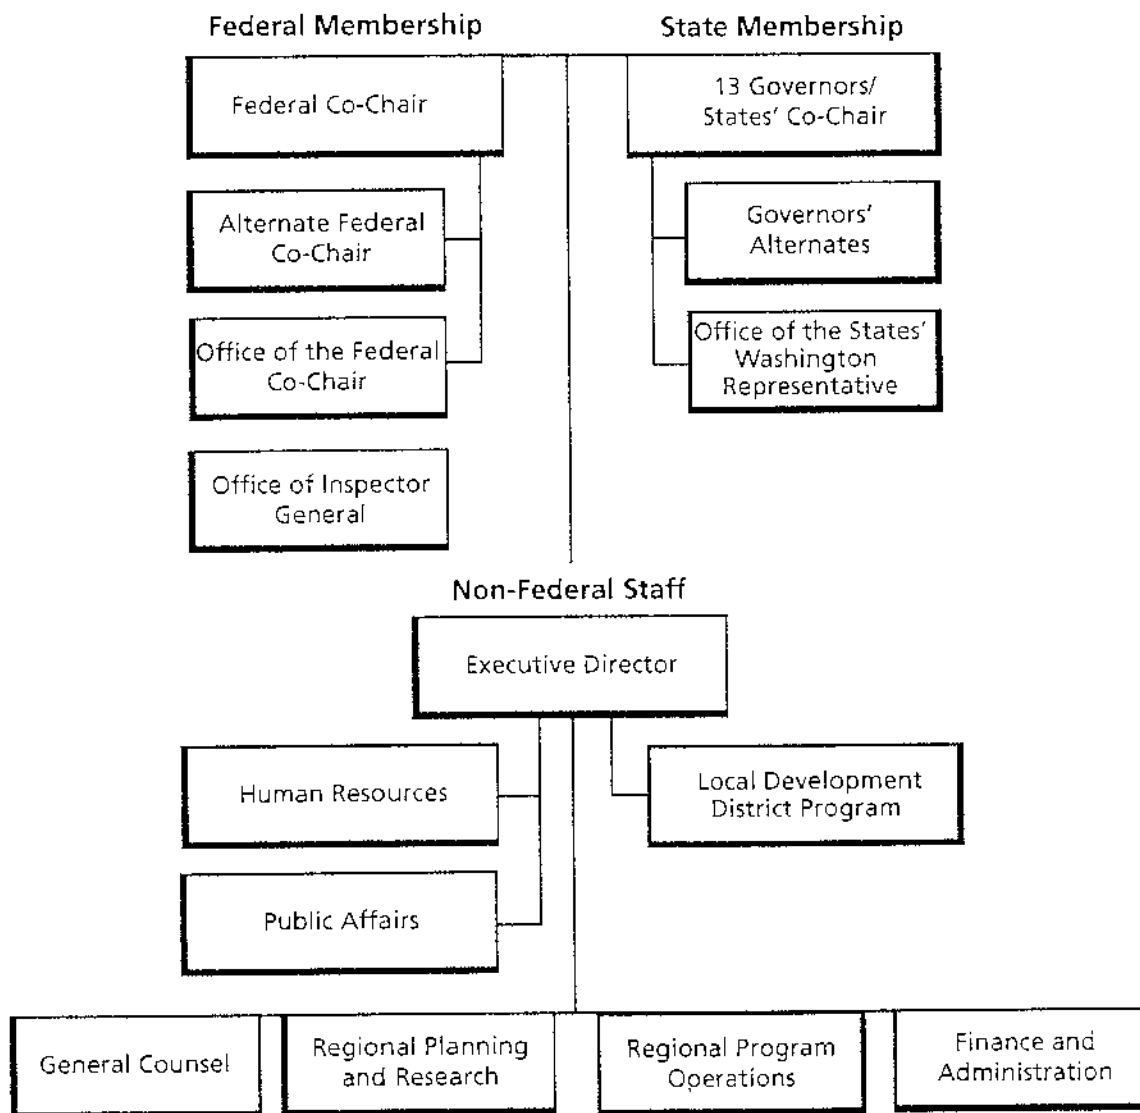 Federal Membership
State Membership
Federal Co-Chair
13 Governors/
States' Co-Chair
Alternate Federal
Co-Chair
Governors'
Alternates
Office of the Federal
Co-Chair
Office of the States'
Washington
Representative
Office of Inspector
General
Non-Federal Staff
Executive Director
Human Resources
Local Development
District Program
Public Affairs
General Counsel
Regional Planning
and Research
Regional Program
Operations
Finance and
Administration